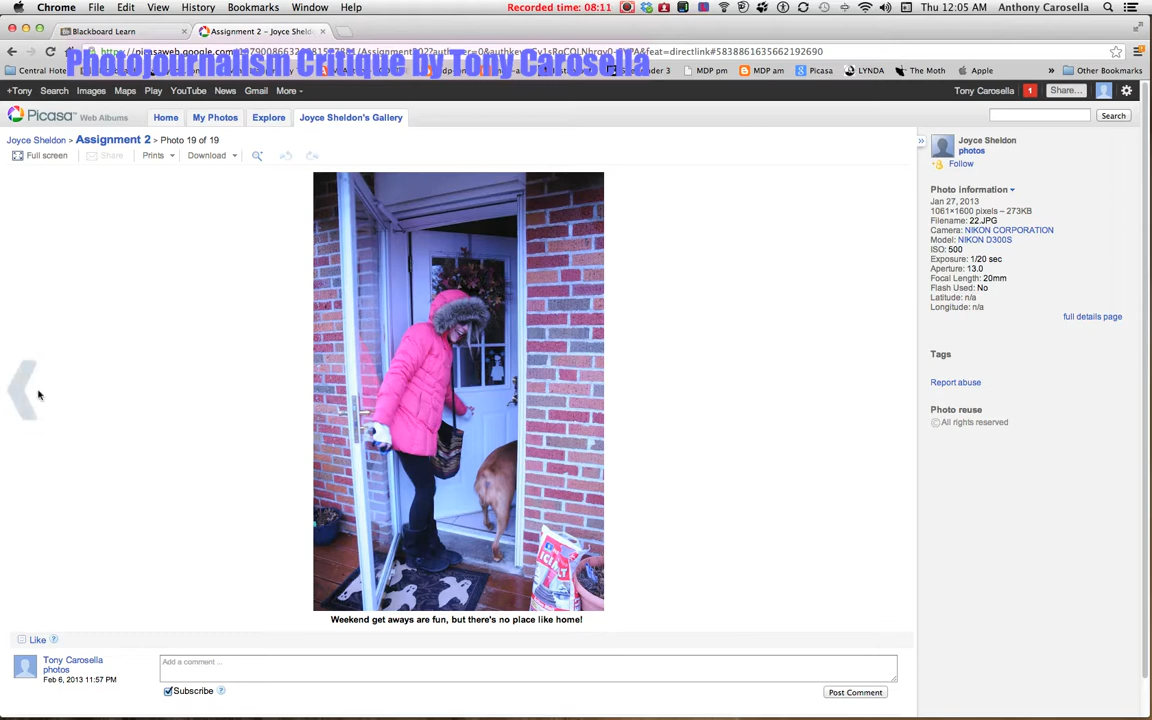 Chrome File Edit View History Bookmarks Window Help Recorded time: 08:11 Thu 12:05 AM Anthony Carosella
Blackboard Learn Assignment 2 – Joyce Sheld
feat=directlink#5838861635662192690
Photojournalism Critique by Tony Carosella
Central Hote MDP pm MDP am Picasa LYNDA The Moth Apple » Other Bookmarks
+Tony Search Images Maps Play YouTube News Gmail More Tony Carosella 1 Share...
Picasa™ Web Albums Home My Photos Explore Joyce Sheldon's Gallery Search
Joyce Sheldon > Assignment 2 > Photo 19 of 19
Full screen Share Prints Download
Joyce Sheldon
photos
Follow
Photo information
Jan 27, 2013
1061×1600 pixels – 273KB
Filename: 22.JPG
Camera: NIKON CORPORATION
Model: NIKON D300S
ISO: 500
Exposure: 1/20 sec
Aperture: 13.0
Focal Length: 20mm
Flash Used: No
Latitude: n/a
Longitude: n/a
full details page
Tags
Report abuse
Photo reuse
All rights reserved
Weekend get aways are fun, but there's no place like home!
Like ?
Tony Carosella
photos
Feb 6, 2013 11:57 PM
Add a comment ...
Subscribe ?
Post Comment